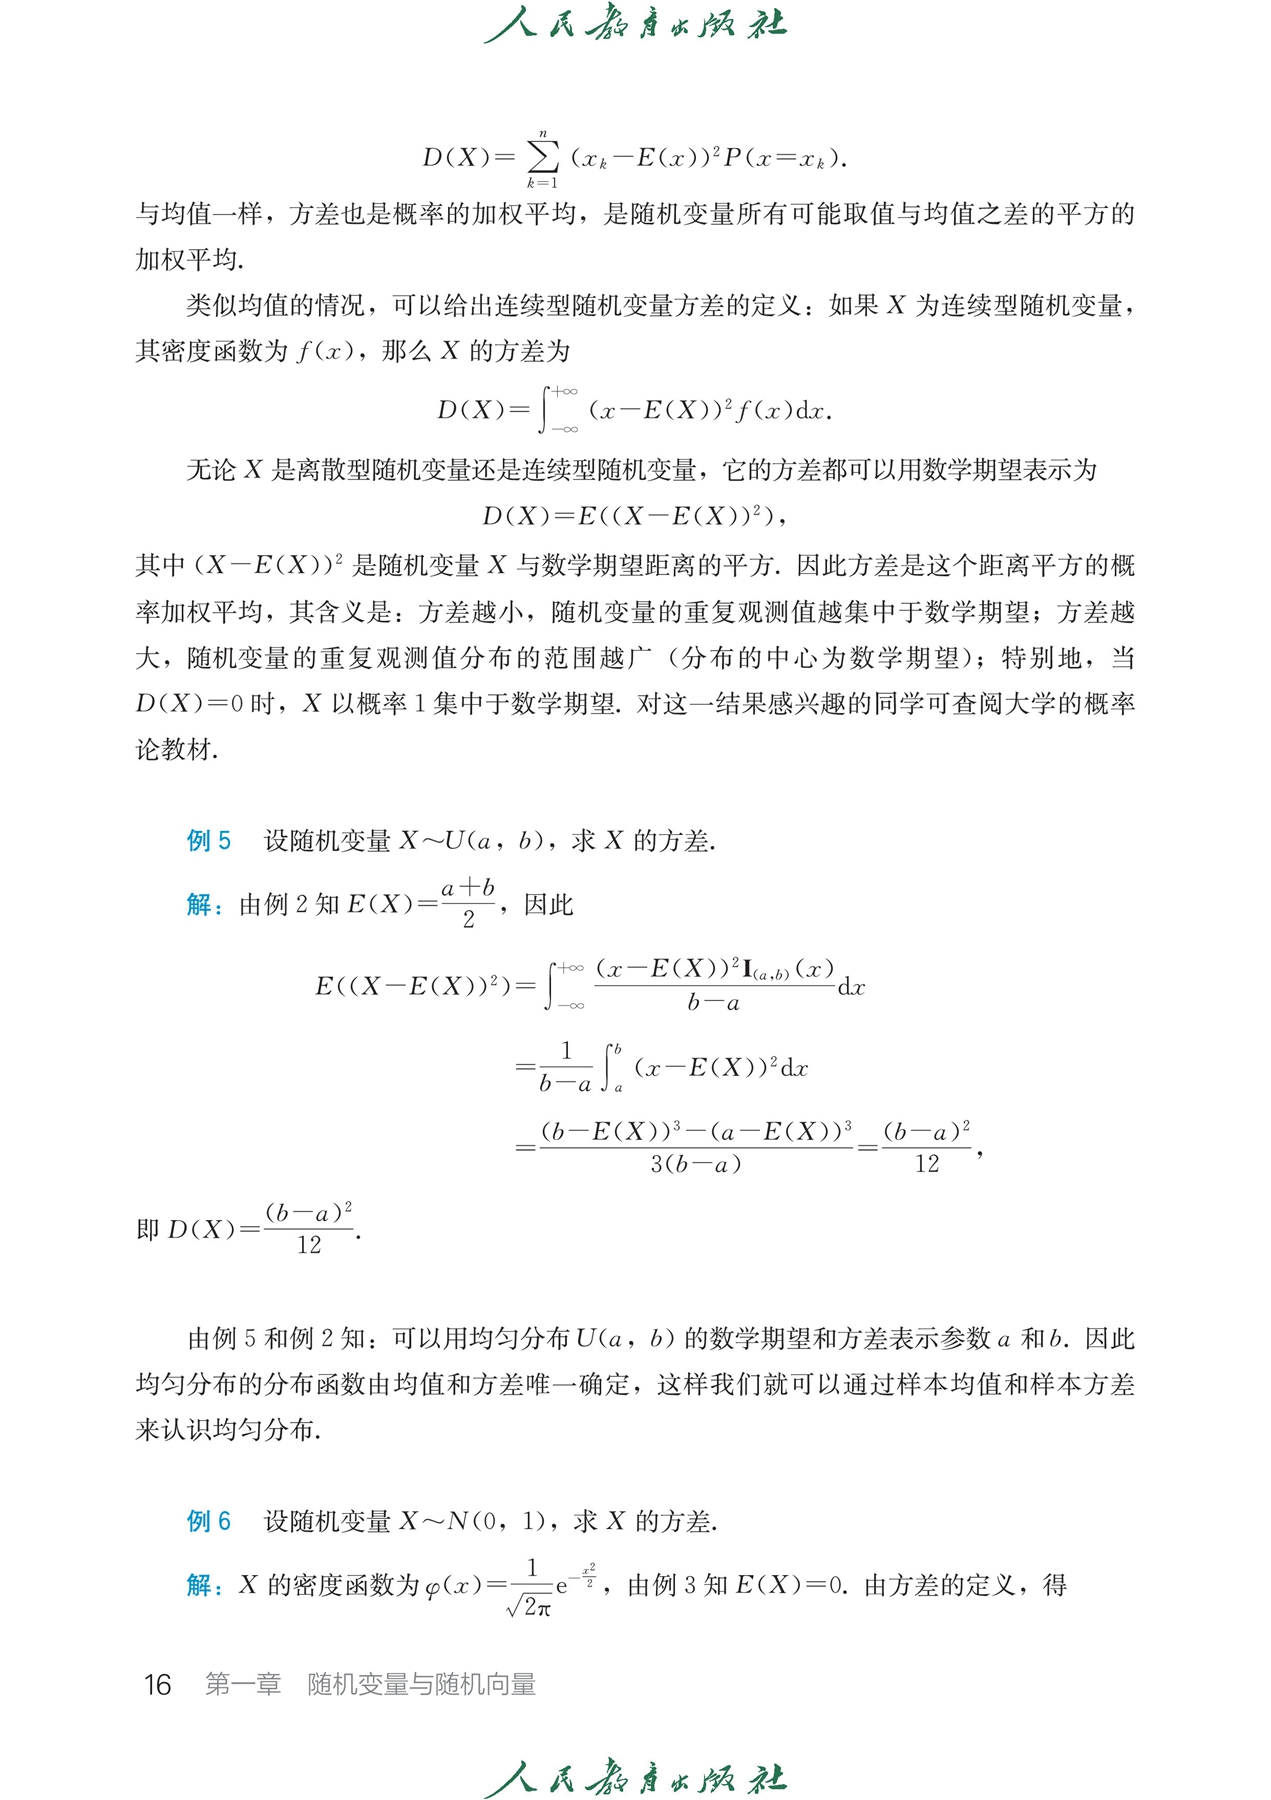 人民教育出版社
D(X)=∑_{k=1}^{n}(x_k-E(x))²P(x=x_k).
与均值一样，方差也是概率的加权平均，是随机变量所有可能取值与均值之差的平方的
加权平均.
类似均值的情况，可以给出连续型随机变量方差的定义：如果 X 为连续型随机变量，
其密度函数为 f(x)，那么 X 的方差为
D(X)=∫_{-∞}^{+∞}(x-E(X))²f(x)dx.
无论 X 是离散型随机变量还是连续型随机变量，它的方差都可以用数学期望表示为
D(X)=E((X-E(X))²)，
其中 (X-E(X))² 是随机变量 X 与数学期望距离的平方. 因此方差是这个距离平方的概
率加权平均，其含义是：方差越小，随机变量的重复观测值越集中于数学期望；方差越
大，随机变量的重复观测值分布的范围越广（分布的中心为数学期望）；特别地，当
D(X)=0 时，X 以概率 1 集中于数学期望. 对这一结果感兴趣的同学可查阅大学的概率
论教材.
例 5 设随机变量 X～U(a，b)，求 X 的方差.
解：由例 2 知 E(X)=\frac{a+b}{2}，因此
E((X-E(X))²)=∫_{-∞}^{+∞}\frac{(x-E(X))²I_{(a,b)}(x)}{b-a}dx
=\frac{1}{b-a}∫_{a}^{b}(x-E(X))²dx
=\frac{(b-E(X))³-(a-E(X))³}{3(b-a)}=\frac{(b-a)²}{12}，
即 D(X)=\frac{(b-a)²}{12}.
由例 5 和例 2 知：可以用均匀分布 U(a，b) 的数学期望和方差表示参数 a 和 b. 因此
均匀分布的分布函数由均值和方差唯一确定，这样我们就可以通过样本均值和样本方差
来认识均匀分布.
例 6 设随机变量 X～N(0，1)，求 X 的方差.
解：X 的密度函数为 φ(x)=\frac{1}{\sqrt{2π}}e^{-\frac{x²}{2}}，由例 3 知 E(X)=0. 由方差的定义，得
16 第一章 随机变量与随机向量
人民教育出版社